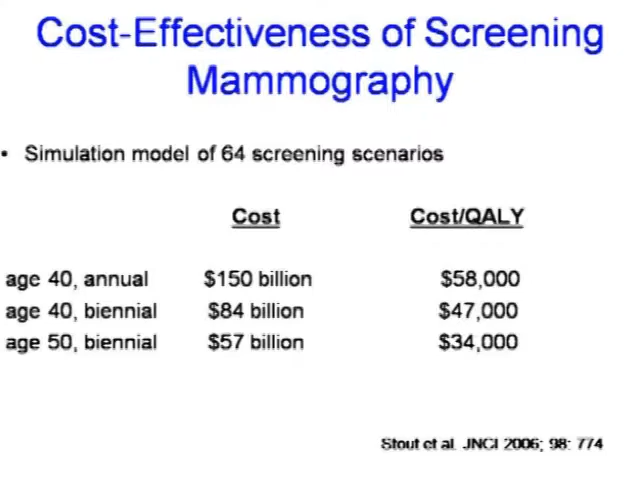 Cost-Effectiveness of Screening
Mammography
• Simulation model of 64 screening scenarios
Cost Cost/QALY
age 40, annual $150 billion $58,000
age 40, biennial $84 billion $47,000
age 50, biennial $57 billion $34,000
Stout et al. JNCI 2006; 98: 774